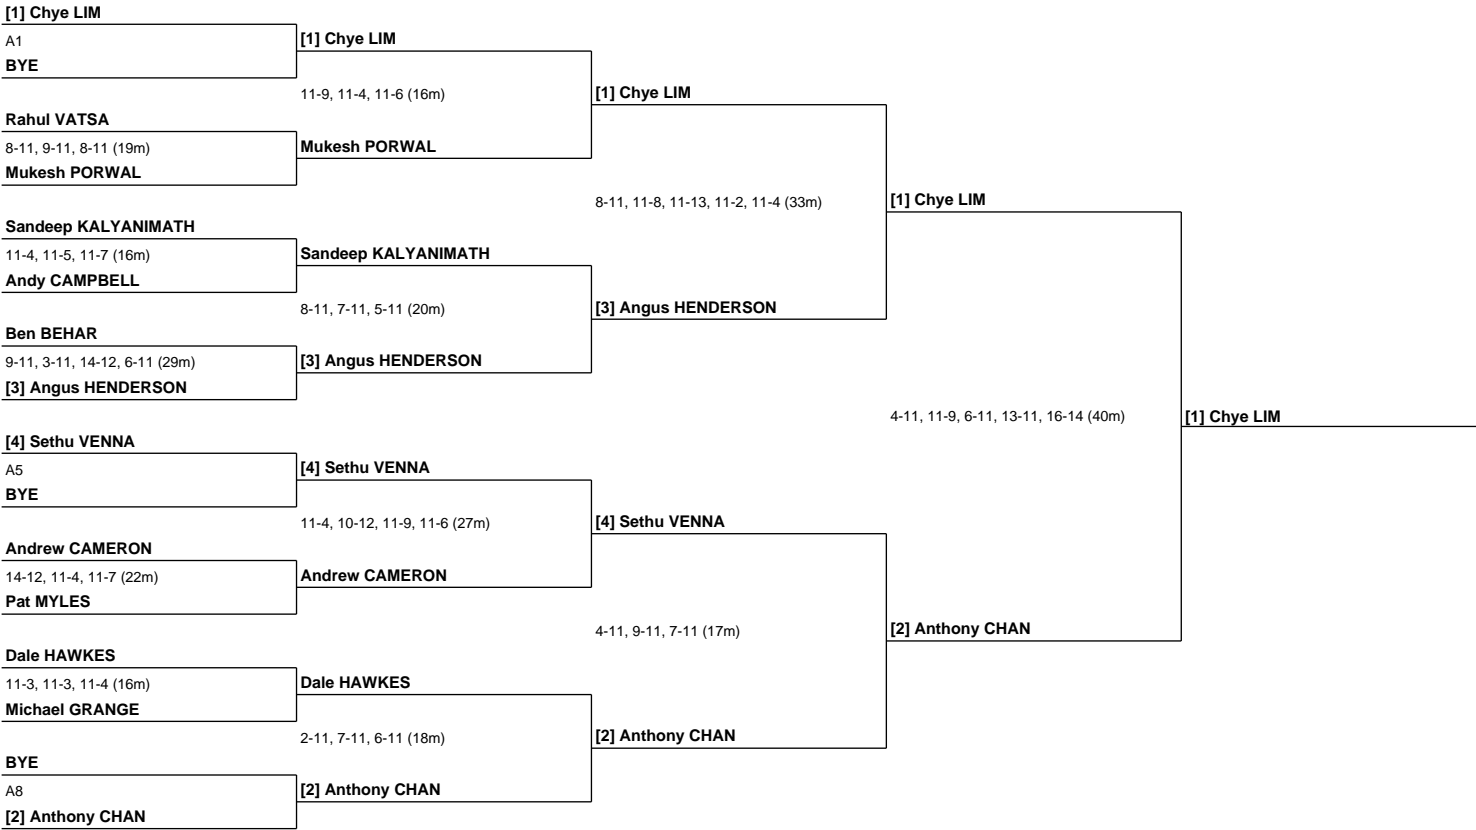 [1] Chye LIM
A1
BYE
Rahul VATSA
8-11, 9-11, 8-11 (19m)
Mukesh PORWAL
Sandeep KALYANIMATH
11-4, 11-5, 11-7 (16m)
Andy CAMPBELL
Ben BEHAR
9-11, 3-11, 14-12, 6-11 (29m)
[3] Angus HENDERSON
[4] Sethu VENNA
A5
BYE
Andrew CAMERON
14-12, 11-4, 11-7 (22m)
Pat MYLES
Dale HAWKES
11-3, 11-3, 11-4 (16m)
Michael GRANGE
BYE
A8
[2] Anthony CHAN
[1] Chye LIM
11-9, 11-4, 11-6 (16m)
Mukesh PORWAL
Sandeep KALYANIMATH
8-11, 7-11, 5-11 (20m)
[3] Angus HENDERSON
[4] Sethu VENNA
11-4, 10-12, 11-9, 11-6 (27m)
Andrew CAMERON
Dale HAWKES
2-11, 7-11, 6-11 (18m)
[2] Anthony CHAN
[1] Chye LIM
8-11, 11-8, 11-13, 11-2, 11-4 (33m)
[3] Angus HENDERSON
[4] Sethu VENNA
4-11, 9-11, 7-11 (17m)
[2] Anthony CHAN
[1] Chye LIM
4-11, 11-9, 6-11, 13-11, 16-14 (40m)
[2] Anthony CHAN
[1] Chye LIM